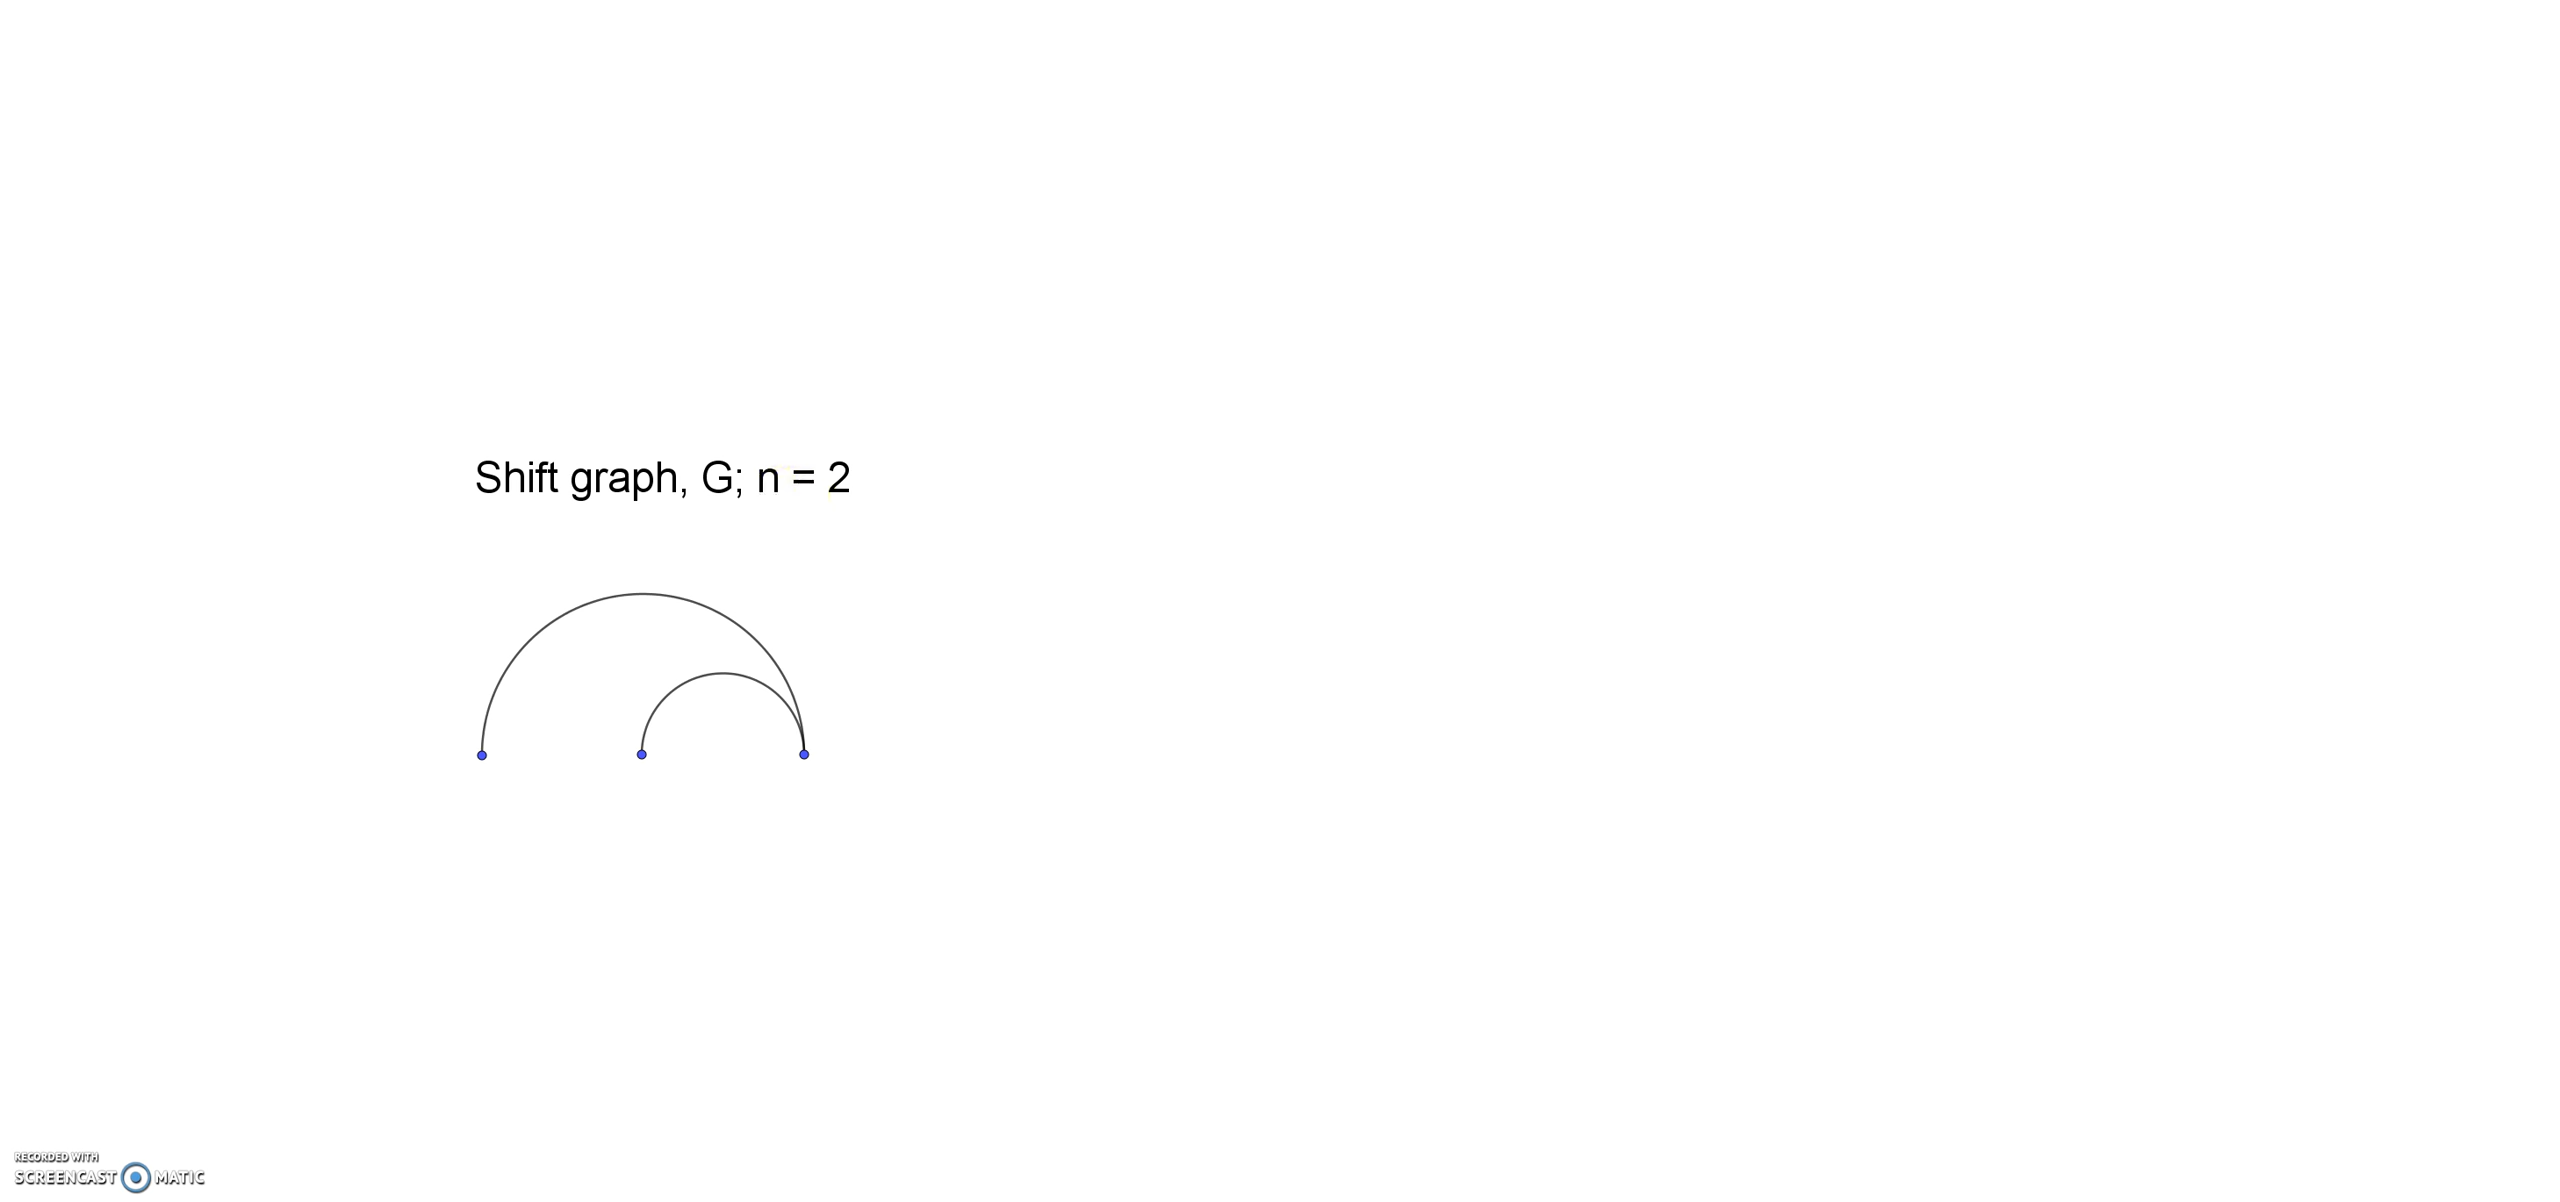 Shift graph, G; n = 2
RECORDED WITH
SCREENCAST MATIC